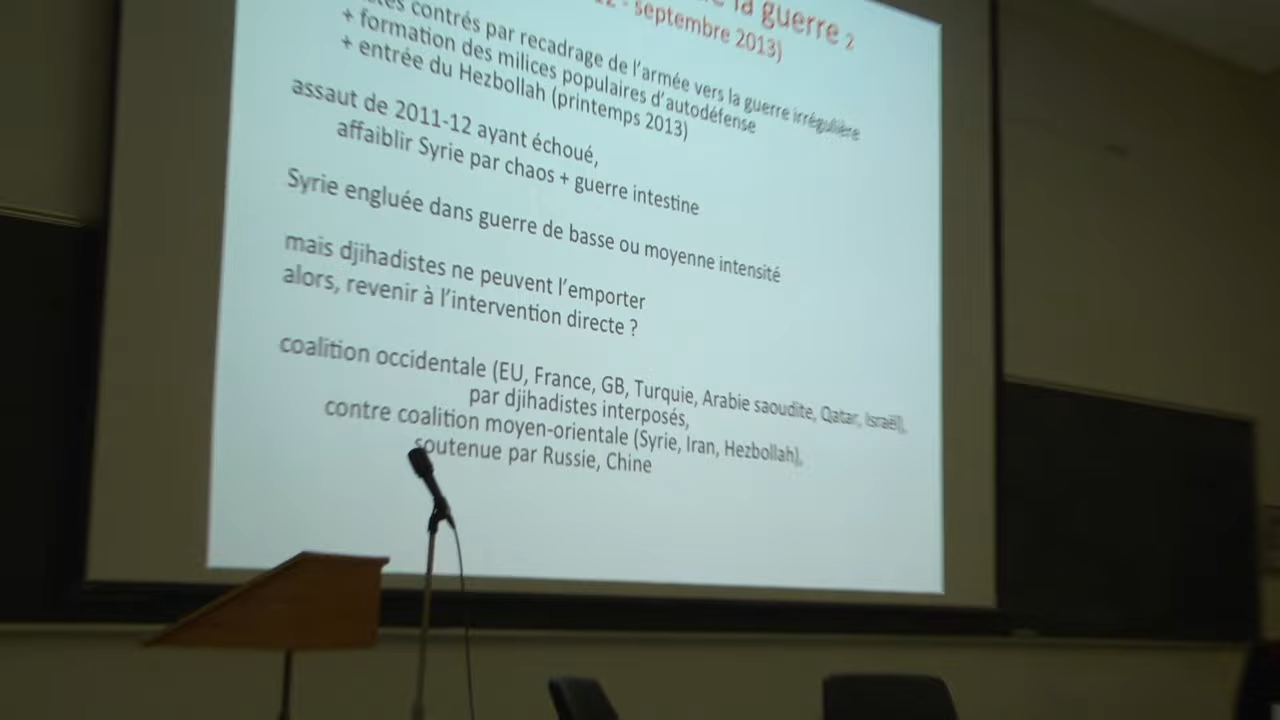 la guerre 2
- septembre 2013)
contrés par recadrage de l'armée vers la guerre irrégulière
+ formation des milices populaires d'autodéfense
+ entrée du Hezbollah (printemps 2013)
assaut de 2011-12 ayant échoué,
affaiblir Syrie par chaos + guerre intestine
Syrie engluée dans guerre de basse ou moyenne intensité
mais djihadistes ne peuvent l'emporter
alors, revenir à l'intervention directe ?
coalition occidentale (EU, France, GB, Turquie, Arabie saoudite, Qatar, Israël),
par djihadistes interposés,
contre coalition moyen-orientale (Syrie, Iran, Hezbollah),
soutenue par Russie, Chine